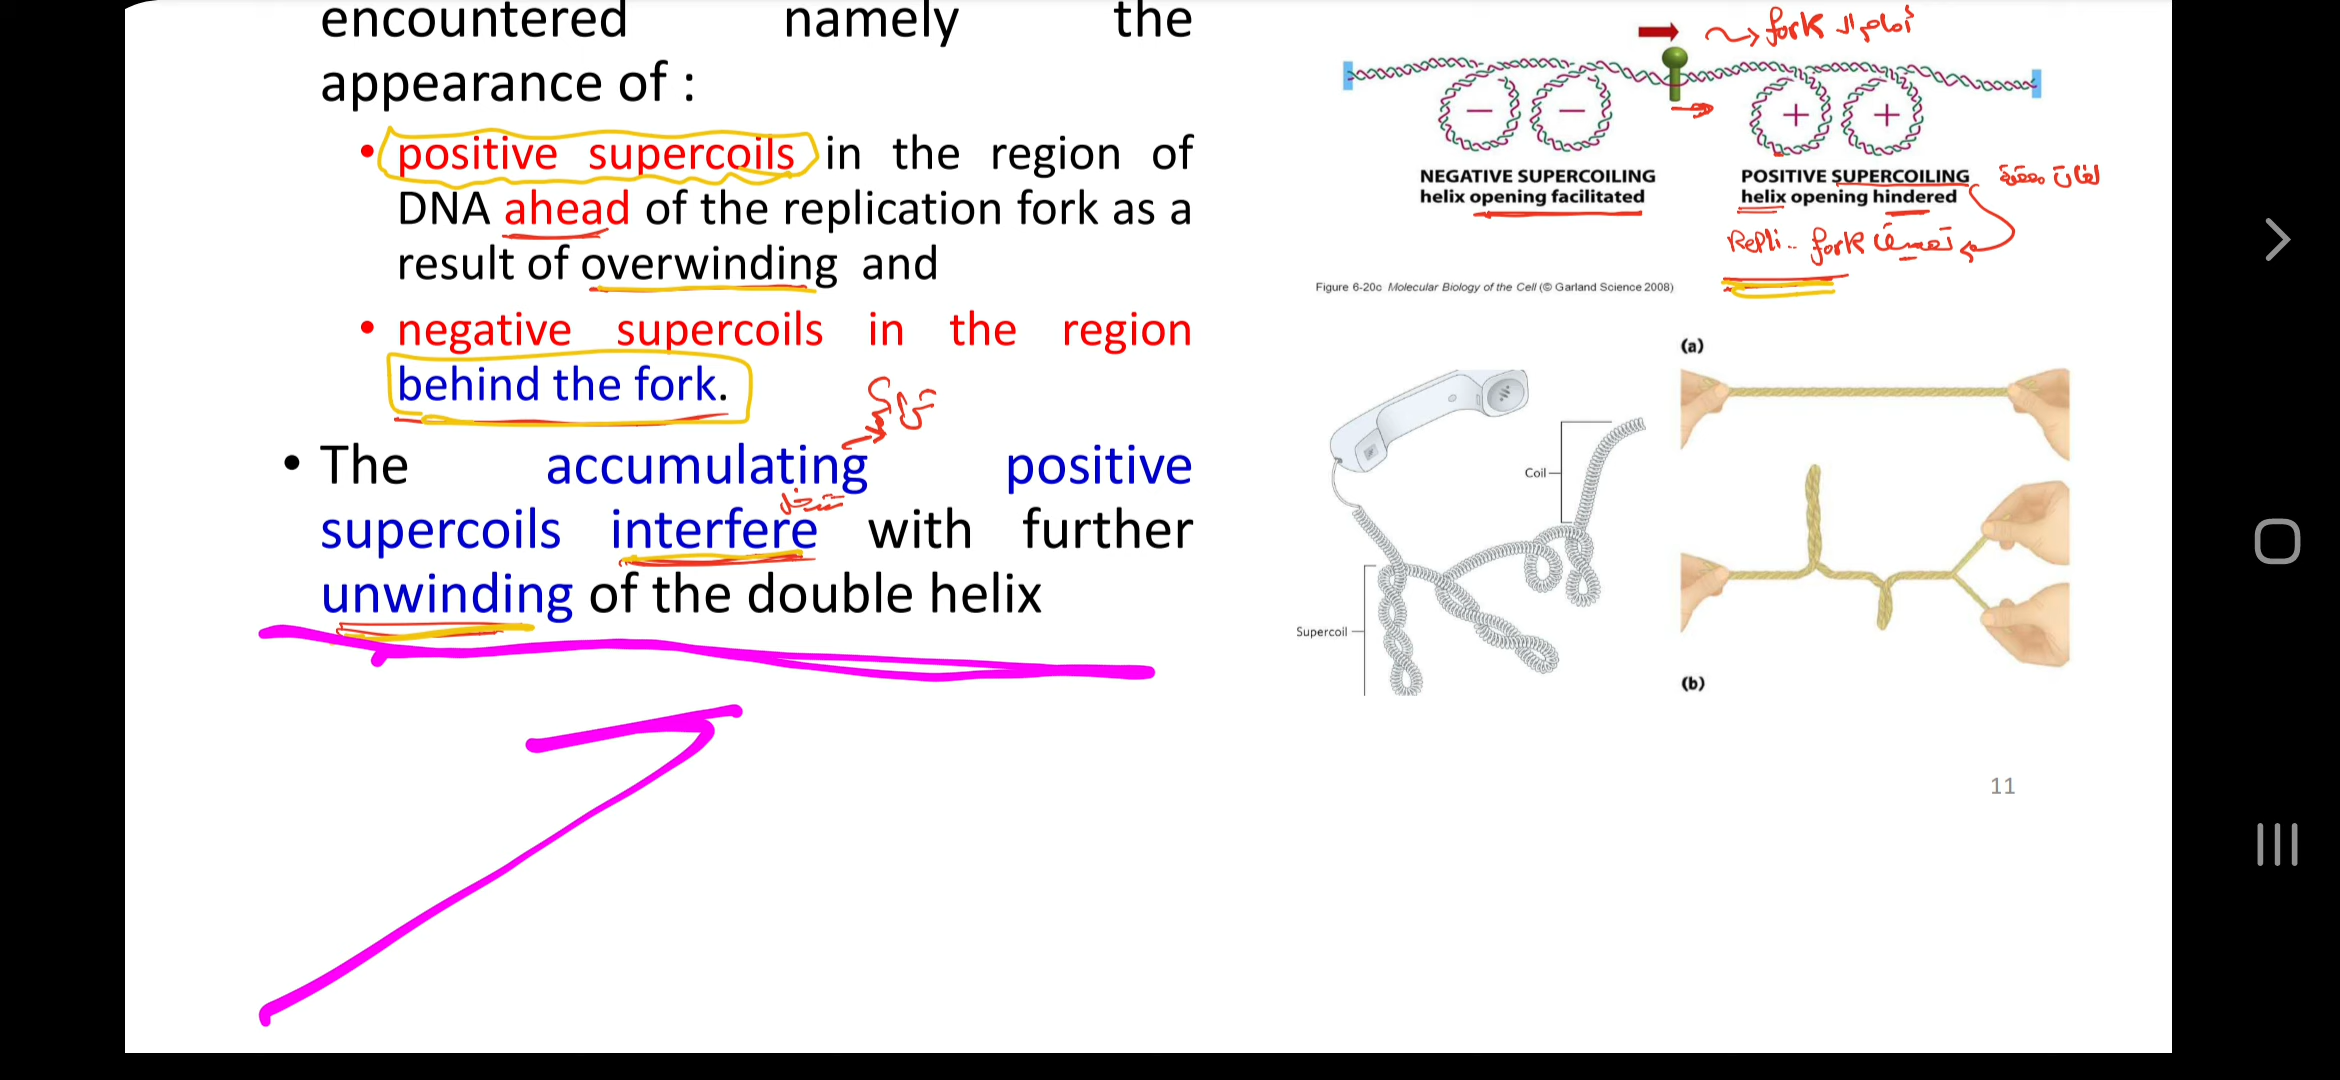 encountered namely the
appearance of :
• positive supercoils in the region of
DNA ahead of the replication fork as a
result of overwinding and
• negative supercoils in the region
behind the fork.
• The accumulating positive
supercoils interfere with further
unwinding of the double helix
تراكم
تتدخل
أمام ال fork
− − + +
NEGATIVE SUPERCOILING
helix opening facilitated
POSITIVE SUPERCOILING
helix opening hindered
لفات معقدة
Repli.. fork
Figure 6-20c Molecular Biology of the Cell (© Garland Science 2008)
(a)
Coil
Supercoil
(b)
11